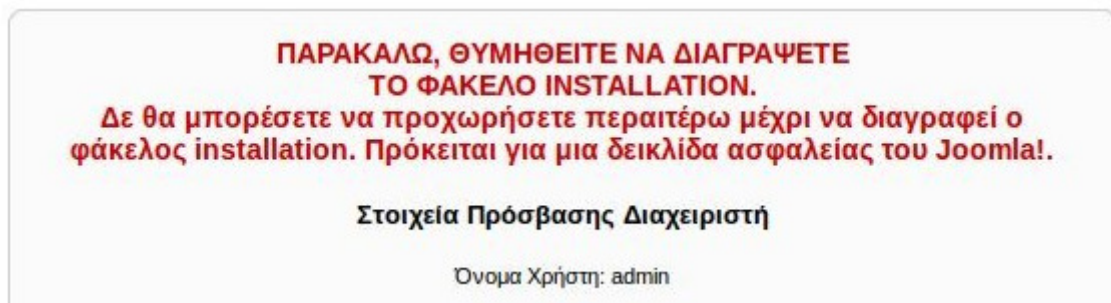 ΠΑΡΑΚΑΛΩ, ΘΥΜΗΘΕΙΤΕ ΝΑ ΔΙΑΓΡΑΨΕΤΕ
ΤΟ ΦΑΚΕΛΟ INSTALLATION.
Δε θα μπορέσετε να προχωρήσετε περαιτέρω μέχρι να διαγραφεί ο
φάκελος installation. Πρόκειται για μια δεικλίδα ασφαλείας του Joomla!.
Στοιχεία Πρόσβασης Διαχειριστή
Όνομα Χρήστη: admin